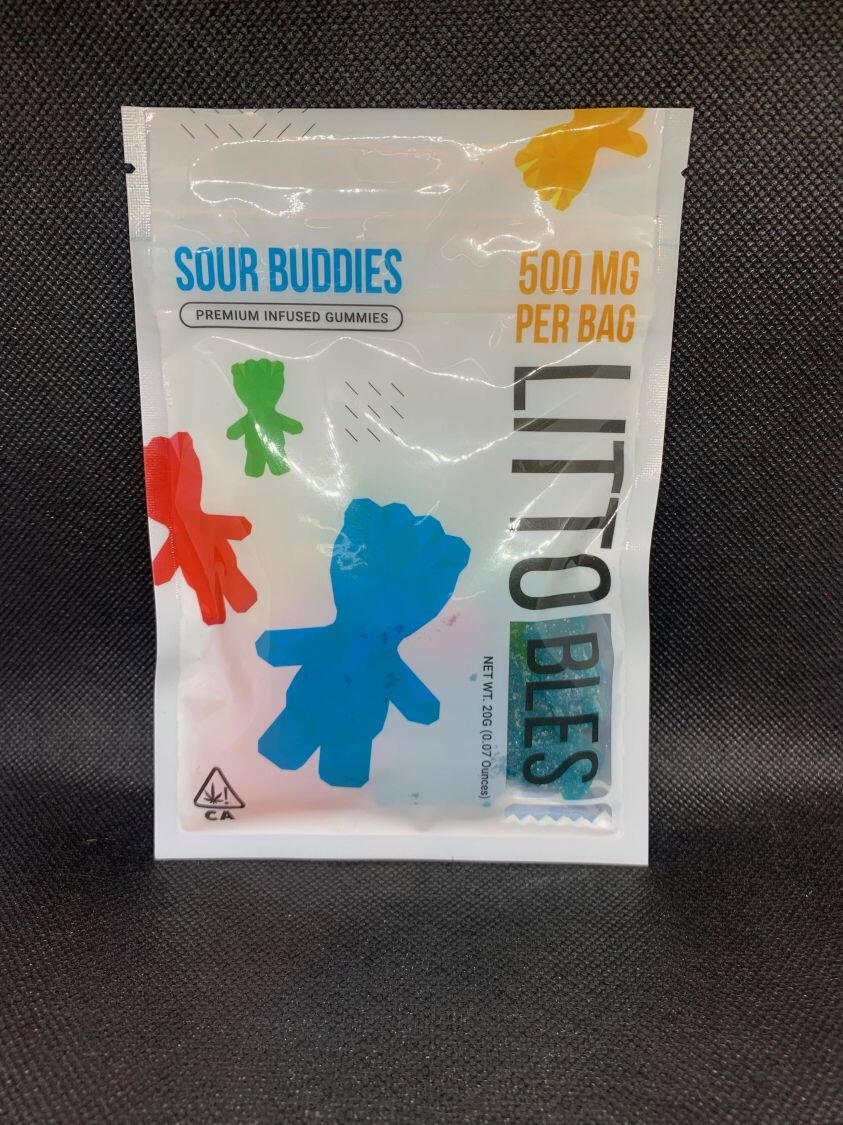 SOUR BUDDIES
PREMIUM INFUSED GUMMIES
500 MG
PER BAG
LITTO
BLES
NET WT. 20G (0.07 Ounces)
!
CA